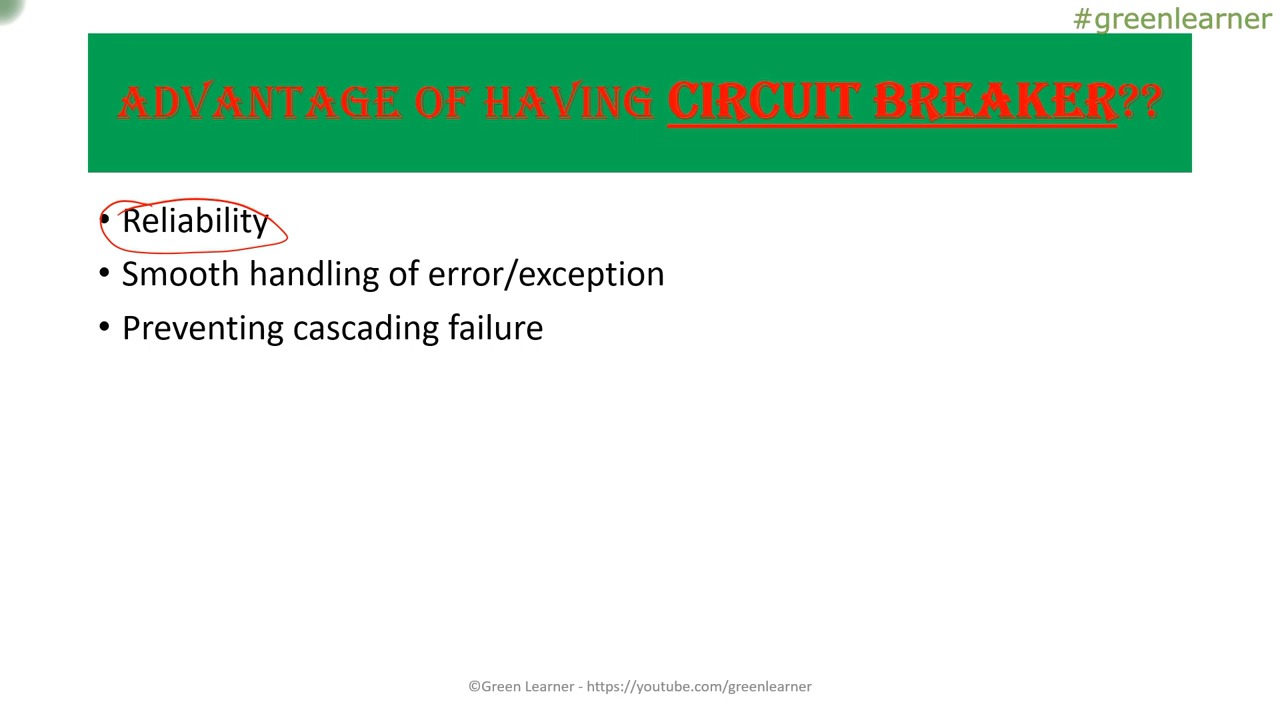 #greenlearner
ADVANTAGE OF HAVING CIRCUIT BREAKER??
• Reliability
• Smooth handling of error/exception
• Preventing cascading failure
©Green Learner - https://youtube.com/greenlearner